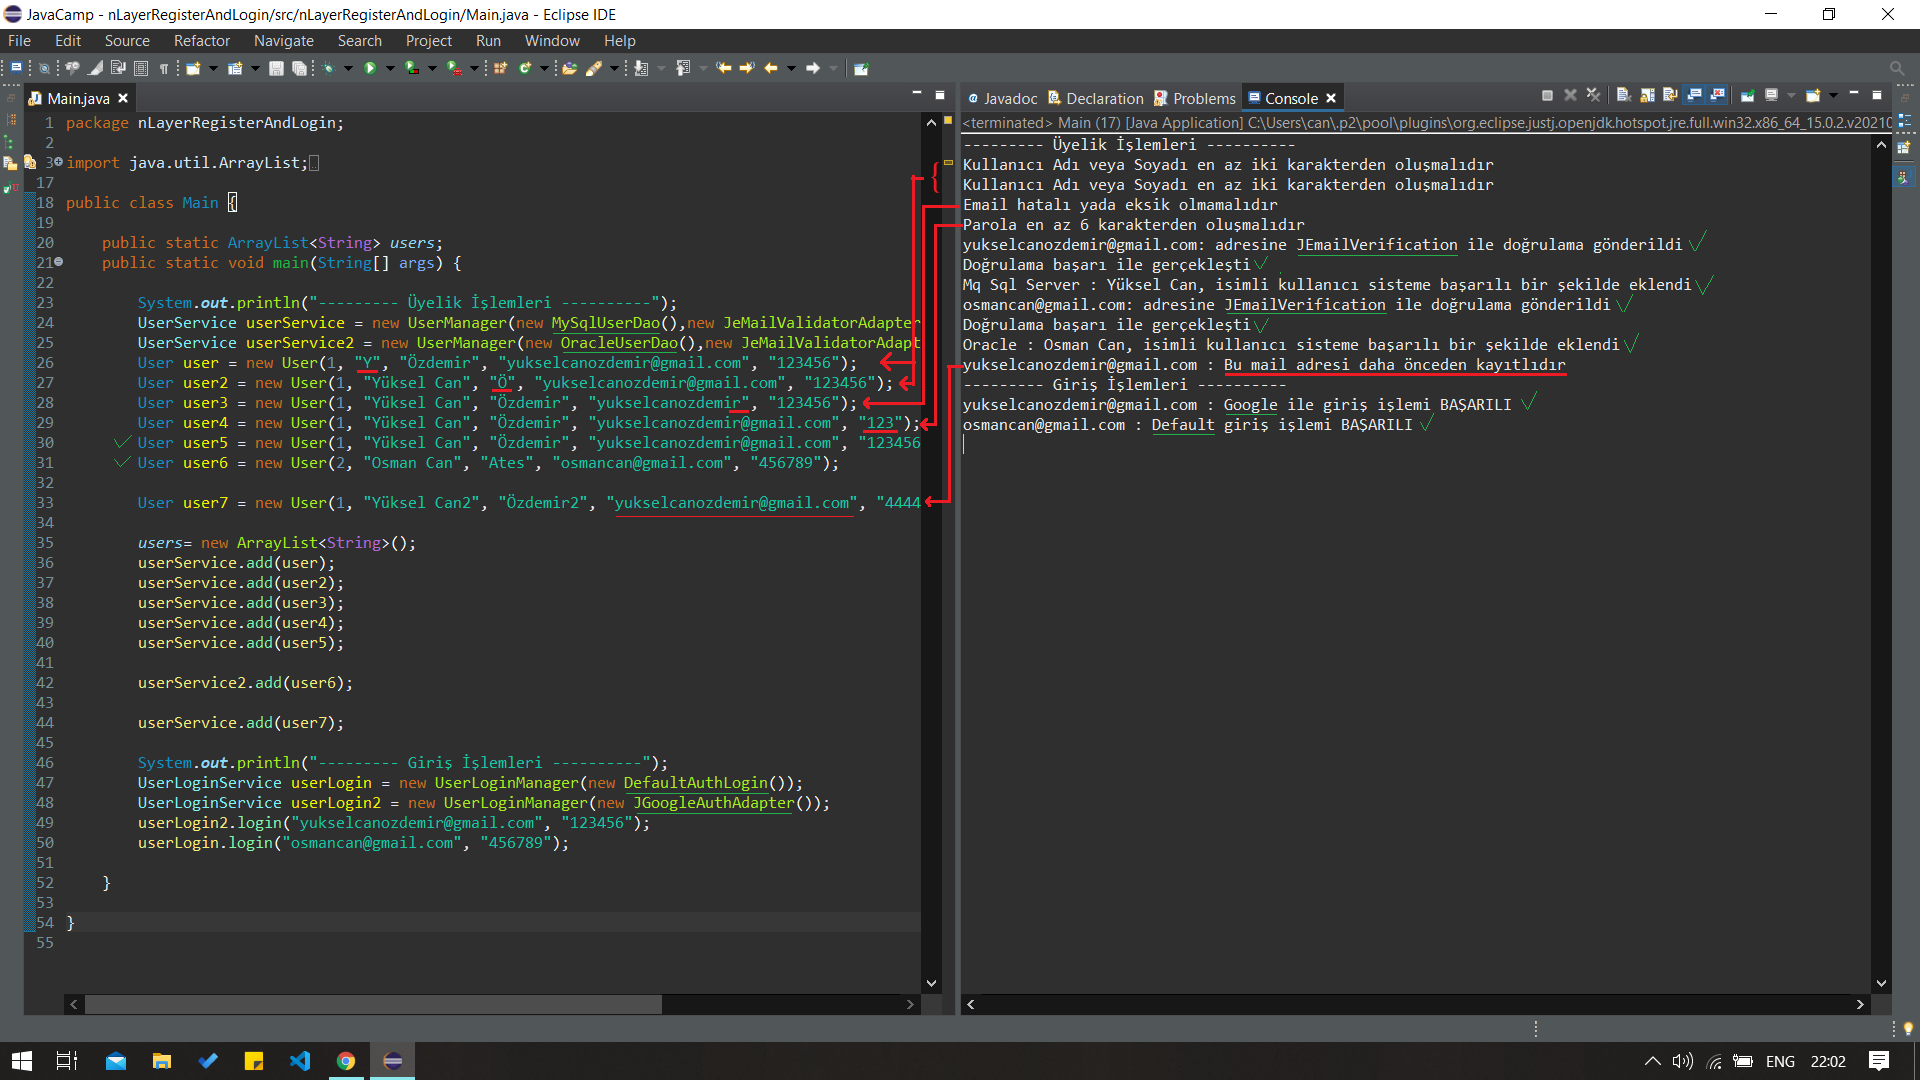 JavaCamp - nLayerRegisterAndLogin/src/nLayerRegisterAndLogin/Main.java - Eclipse IDE
File Edit Source Refactor Navigate Search Project Run Window Help
Main.java
1 package nLayerRegisterAndLogin;
2
3 import java.util.ArrayList;
17
18 public class Main {
19
20 public static ArrayList<String> users;
21 public static void main(String[] args) {
22
23 System.out.println("--------- Üyelik İşlemleri ----------");
24 UserService userService = new UserManager(new MySqlUserDao(),new JeMailValidatorAdapter
25 UserService userService2 = new UserManager(new OracleUserDao(),new JeMailValidatorAdapt
26 User user = new User(1, "Y", "Özdemir","yukselcanozdemir@gmail.com", "123456");
27 User user2 = new User(1, "Yüksel Can", "Ö", "yukselcanozdemir@gmail.com", "123456");
28 User user3 = new User(1, "Yüksel Can", "Özdemir", "yukselcanozdemir", "123456");
29 User user4 = new User(1, "Yüksel Can", "Özdemir", "yukselcanozdemir@gmail.com", "123");
30 User user5 = new User(1, "Yüksel Can", "Özdemir", "yukselcanozdemir@gmail.com", "123456
31 User user6 = new User(2, "Osman Can", "Ates", "osmancan@gmail.com", "456789");
32
33 User user7 = new User(1, "Yüksel Can2", "Özdemir2", "yukselcanozdemir@gmail.com", "4444
34
35 users= new ArrayList<String>();
36 userService.add(user);
37 userService.add(user2);
38 userService.add(user3);
39 userService.add(user4);
40 userService.add(user5);
41
42 userService2.add(user6);
43
44 userService.add(user7);
45
46 System.out.println("--------- Giriş İşlemleri ----------");
47 UserLoginService userLogin = new UserLoginManager(new DefaultAuthLogin());
48 UserLoginService userLogin2 = new UserLoginManager(new JGoogleAuthAdapter());
49 userLogin2.login("yukselcanozdemir@gmail.com", "123456");
50 userLogin.login("osmancan@gmail.com", "456789");
51
52 }
53
54 }
55
Javadoc Declaration Problems Console
<terminated> Main (17) [Java Application] C:\Users\can\.p2\pool\plugins\org.eclipse.justj.openjdk.hotspot.jre.full.win32.x86_64_15.0.2.v20210
--------- Üyelik İşlemleri ----------
Kullanıcı Adı veya Soyadı en az iki karakterden oluşmalıdır
Kullanıcı Adı veya Soyadı en az iki karakterden oluşmalıdır
Email hatalı yada eksik olmamalıdır
Parola en az 6 karakterden oluşmalıdır
yukselcanozdemir@gmail.com: adresine JEmailVerification ile doğrulama gönderildi
Doğrulama başarı ile gerçekleşti
Mq Sql Server : Yüksel Can, isimli kullanıcı sisteme başarılı bir şekilde eklendi
osmancan@gmail.com: adresine JEmailVerification ile doğrulama gönderildi
Doğrulama başarı ile gerçekleşti
Oracle : Osman Can, isimli kullanıcı sisteme başarılı bir şekilde eklendi
yukselcanozdemir@gmail.com : Bu mail adresi daha önceden kayıtlıdır
--------- Giriş İşlemleri ----------
yukselcanozdemir@gmail.com : Google ile giriş işlemi BAŞARILI
osmancan@gmail.com : Default giriş işlemi BAŞARILI
ENG 22:02